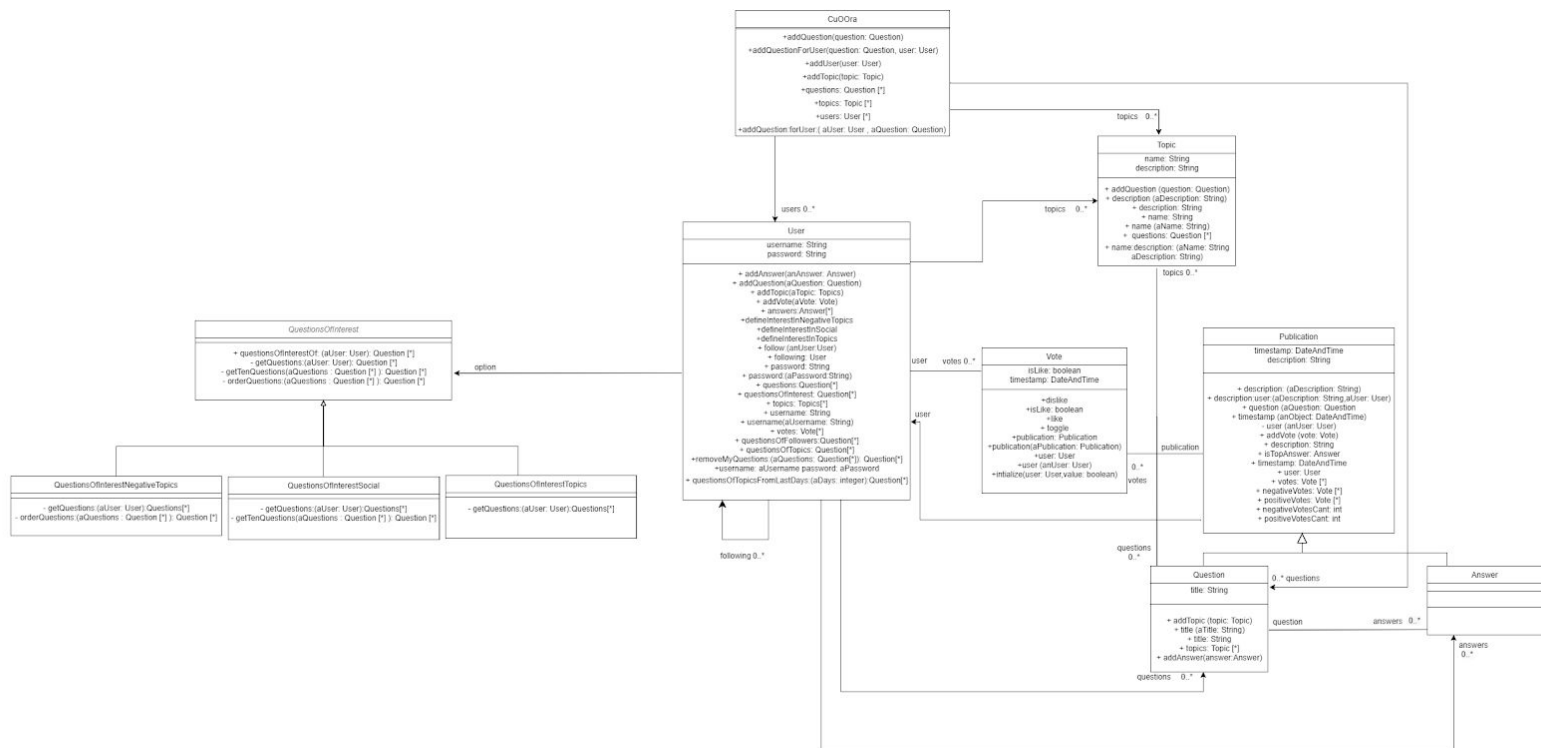 CuOOra
+addQuestion(question: Question)
+addQuestionForUser(question: Question, user: User)
+addUser(user: User)
+addTopic(topic: Topic)
+questions: Question [*]
+topics: Topic [*]
+users: User [*]
+addQuestion:forUser:( aUser: User , aQuestion: Question)
topics 0..*
users 0..*
Topic
name: String
description: String
+ addQuestion (question: Question)
+ description (aDescription: String)
+ description: String
+ name: String
+ name (aName: String)
+ questions: Question [*]
+ name:description: (aName: String
aDescription: String)
topics 0..*
topics 0..*
User
username: String
password: String
+ addAnswer(anAnswer: Answer)
+ addQuestion(aQuestion: Question)
+ addTopic(aTopic: Topics)
+ addVote(aVote: Vote)
+ answers:Answer[*]
+defineInterestInNegativeTopics
+defineInterestInSocial
+defineInterestInTopics
+ follow (anUser:User)
+ following: User
+ password: String
+ password:(aPassword:String)
+ questions:Question[*]
+ questionsOfInterest: Question[*]
+ topics: Topics[*]
+ username: String
+ username(aUsername: String)
+ votes: Vote[*]
+ questionsOfFollowers:Question[*]
+ questionsOfTopics: Question[*]
+removeMyQuestions:(aQuestions: Question[*]): Question[*]
+username: aUsername password: aPassword
+ questionsOfTopicsFromLastDays:(aDays: integer):Question[*]
following 0..*
option
QuestionsOfInterest
+ questionsOfInterestOf: (aUser: User): Question [*]
- getQuestions:(aUser: User): Question [*]
- getTenQuestions(aQuestions : Question [*] ): Question [*]
- orderQuestions:(aQuestions : Question [*] ): Question [*]
QuestionsOfInterestNegativeTopics
- getQuestions:(aUser: User):Questions[*]
- orderQuestions:(aQuestions : Question [*] ): Question [*]
QuestionsOfInterestSocial
- getQuestions:(aUser: User):Questions[*]
- getTenQuestions(aQuestions : Question [*] ): Question [*]
QuestionsOfInterestTopics
- getQuestions:(aUser: User):Questions[*]
user
votes 0..*
user
Vote
isLike: boolean
timestamp: DateAndTime
+dislike
+isLike: boolean
+like
+ toggle
+publication: Publication
+publication(aPublication: Publication)
+user: User
+user (anUser: User)
+intialize(user: User,value: boolean)
publication
0..*
votes
Publication
timestamp: DateAndTime
description: String
+ description: (aDescription: String)
+ description:user:(aDescription: String,aUser: User)
+ question (aQuestion: Question
+ timestamp (anObject: DateAndTime)
- user (anUser: User)
+ addVote (vote: Vote)
+ description: String
+ isTopAnswer: Answer
+ timestamp: DateAndTime
+ user: User
+ votes: Vote [*]
+ negativeVotes: Vote [*]
+ positiveVotes: Vote [*]
+ negativeVotesCant: int
+ positiveVotesCant: int
questions
0..*
Question
title: String
+ addTopic (topic: Topic)
+ title (aTitle: String)
+ title: String
+ topics: Topic [*]
+ addAnswer(answer:Answer)
0..* questions
question
answers 0..*
Answer
answers
0..*
questions 0..*